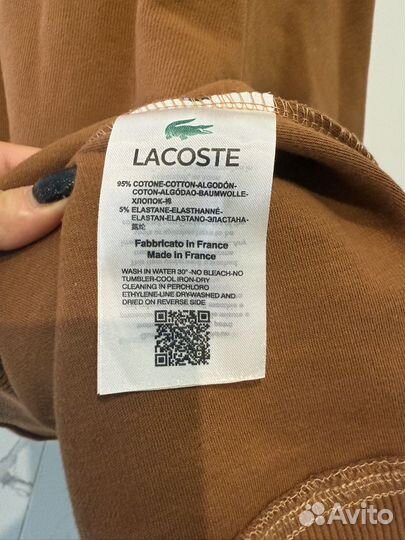 LACOSTE
95% COTONE-COTTON-ALGODÓN-
COTON-ALGODÃO-BAUMWOLLE-
ХЛОПОК-棉
5% ELASTANE-ELASTHANNÉ-
ELASTAN-ELASTANO-ЭЛАСТАНА-
氨纶
Fabbricato in France
Made in France
WASH IN WATER 30°-NO BLEACH-NO
TUMBLER-COOL IRON-DRY
CLEANING IN PERCHLORO
ETHYLENE-LINE DRY-WASHED AND
DRIED ON REVERSE SIDE
Avito